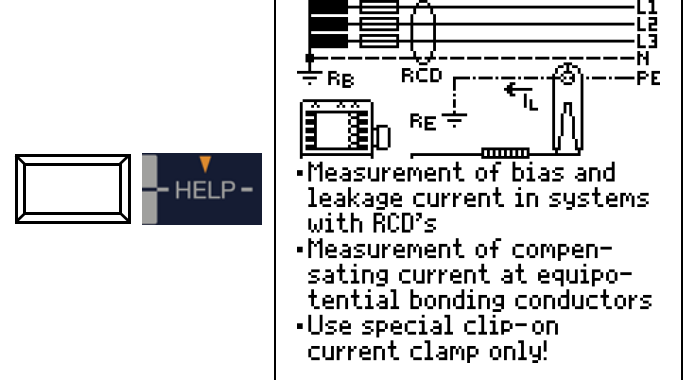 L1
L2
L3
N
RB RCD PE
IL
RE
HELP
▪Measurement of bias and
leakage current in systems
with RCD's
▪Measurement of compen-
sating current at equipo-
tential bonding conductors
▪Use special clip-on
current clamp only!